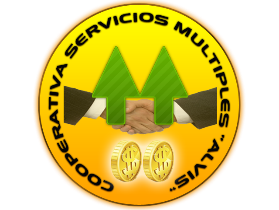 COOPERATIVA SERVICIOS MULTIPLES "ALVIS"
$ $